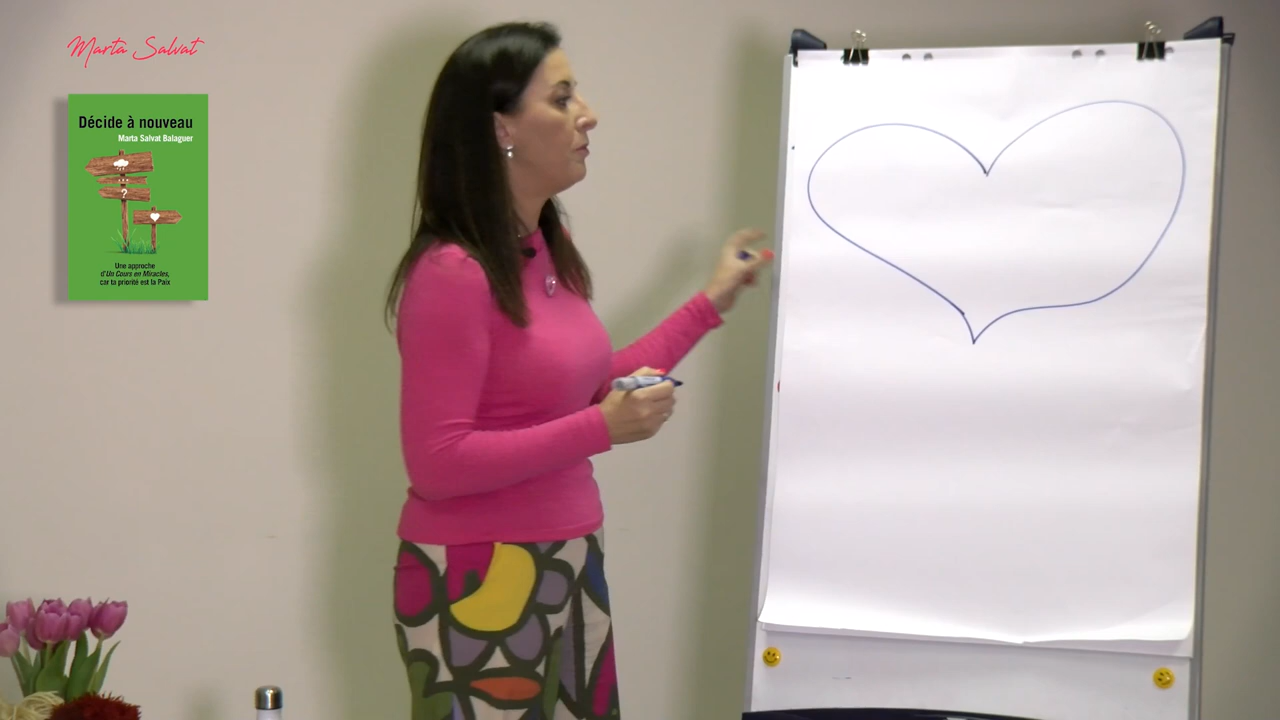 Marta Salvat
Décide à nouveau
Marta Salvat Balaguer
?
Une approche
d'Un Cours en Miracles,
car ta priorité est la Paix